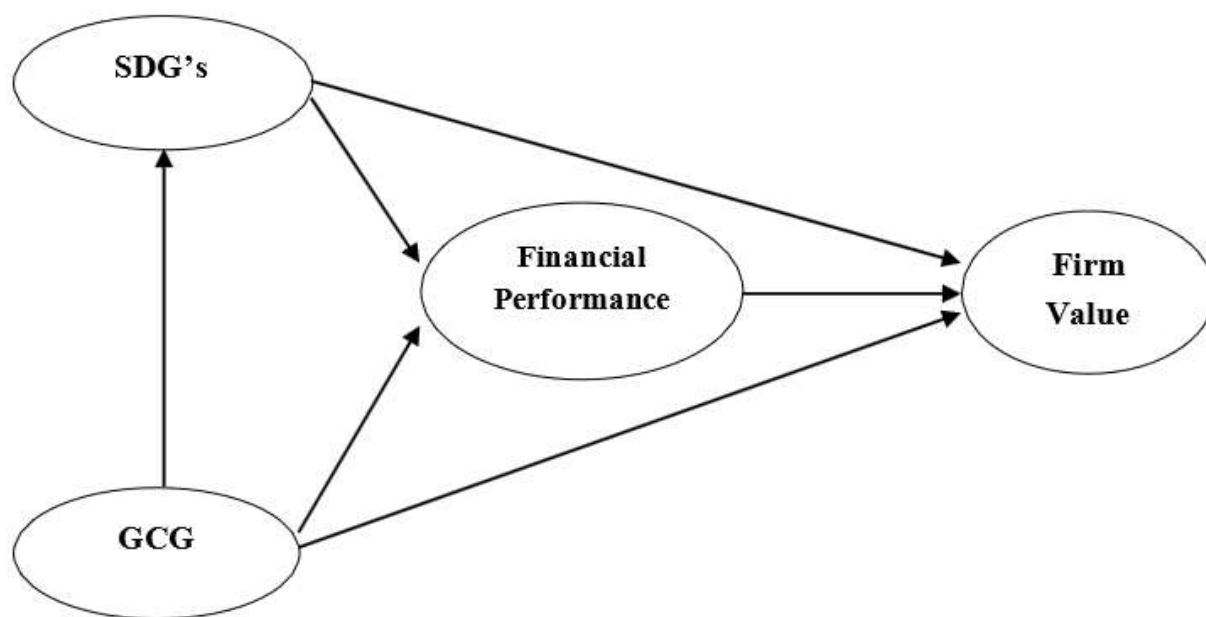 SDG’s
Financial
Performance
Firm
Value
GCG